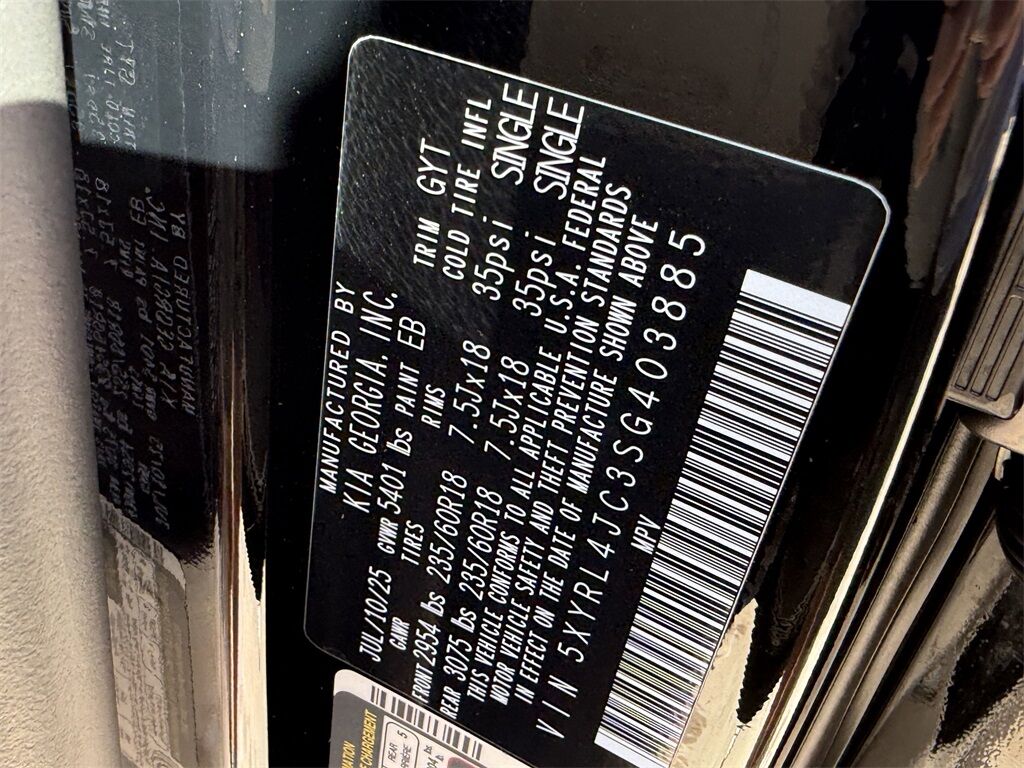 MANUFACTURED BY
KIA GEORGIA, INC.
JUL/10/25 GVWR 5401 lbs PAINT EB TRIM GYT
GAWR TIRES RIMS COLD TIRE INFL
FRONT 2954 lbs 235/60R18 7.5Jx18 35psi SINGLE
REAR 3075 lbs 235/60R18 7.5Jx18 35psi SINGLE
THIS VEHICLE CONFORMS TO ALL APPLICABLE U.S.A. FEDERAL
MOTOR VEHICLE SAFETY AND THEFT PREVENTION STANDARDS
IN EFFECT ON THE DATE OF MANUFACTURE SHOWN ABOVE
VIN 5XYRL4JC3SG403885
MPV
CHARGEMENT
REAR 5